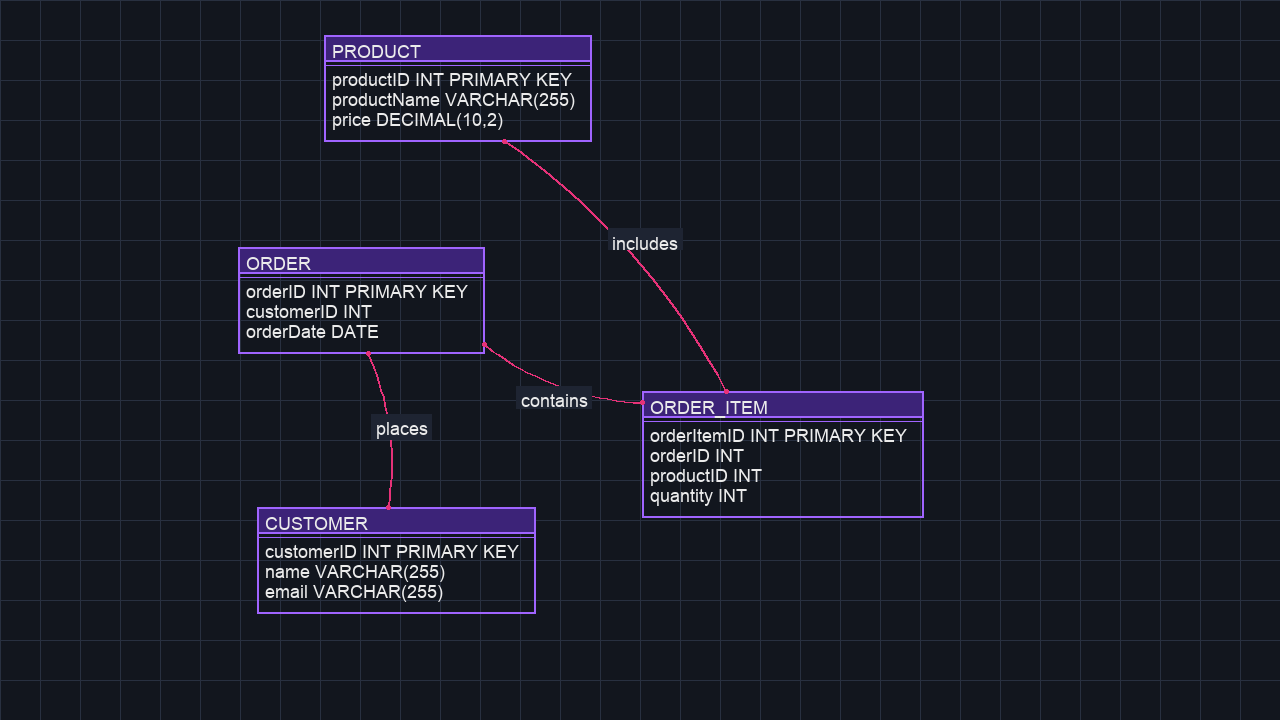 PRODUCT
productID INT PRIMARY KEY
productName VARCHAR(255)
price DECIMAL(10,2)
includes
ORDER
orderID INT PRIMARY KEY
customerID INT
orderDate DATE
contains
places
ORDER_ITEM
orderItemID INT PRIMARY KEY
orderID INT
productID INT
quantity INT
CUSTOMER
customerID INT PRIMARY KEY
name VARCHAR(255)
email VARCHAR(255)